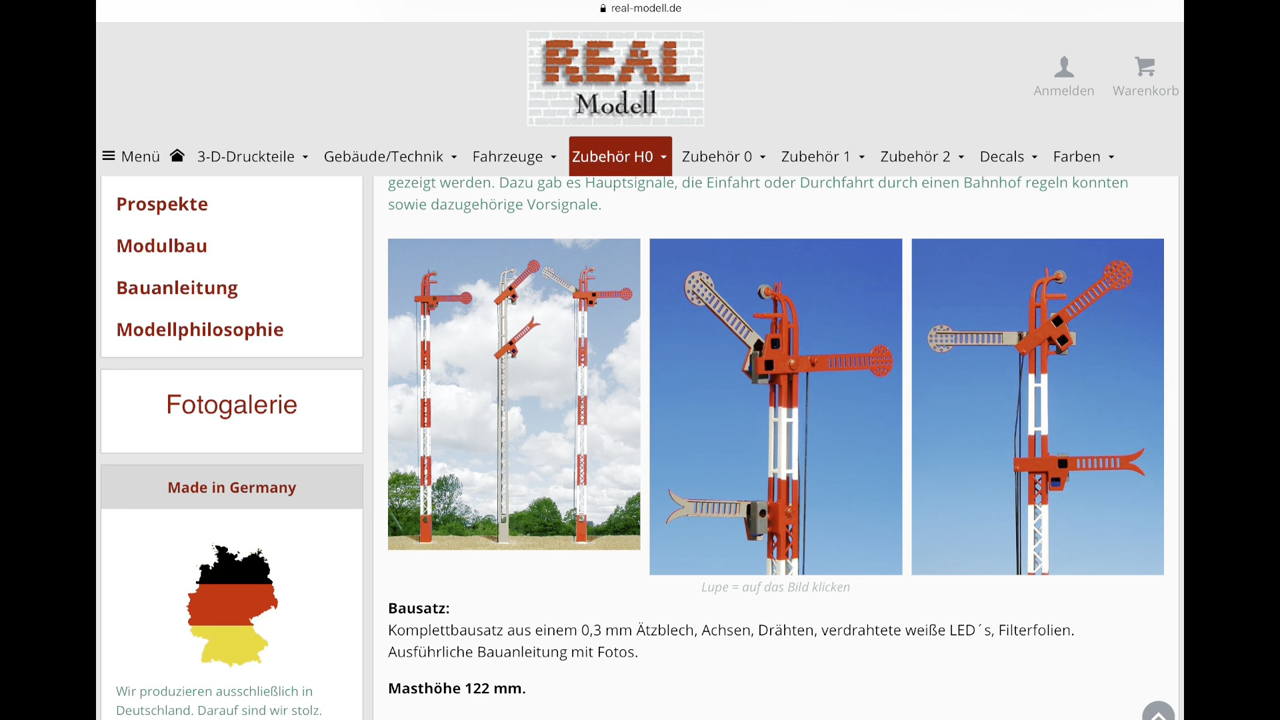 real-modell.de
REAL
Modell
Anmelden
Warenkorb
Menü
3-D-Druckteile
Gebäude/Technik
Fahrzeuge
Zubehör H0
Zubehör 0
Zubehör 1
Zubehör 2
Decals
Farben
Prospekte
Modulbau
Bauanleitung
Modellphilosophie
Fotogalerie
Made in Germany
Wir produzieren ausschließlich in
Deutschland. Darauf sind wir stolz.
gezeigt werden. Dazu gab es Hauptsignale, die Einfahrt oder Durchfahrt durch einen Bahnhof regeln konnten
sowie dazugehörige Vorsignale.
Lupe = auf das Bild klicken
Bausatz:
Komplettbausatz aus einem 0,3 mm Ätzblech, Achsen, Drähten, verdrahtete weiße LED´s, Filterfolien.
Ausführliche Bauanleitung mit Fotos.
Masthöhe 122 mm.